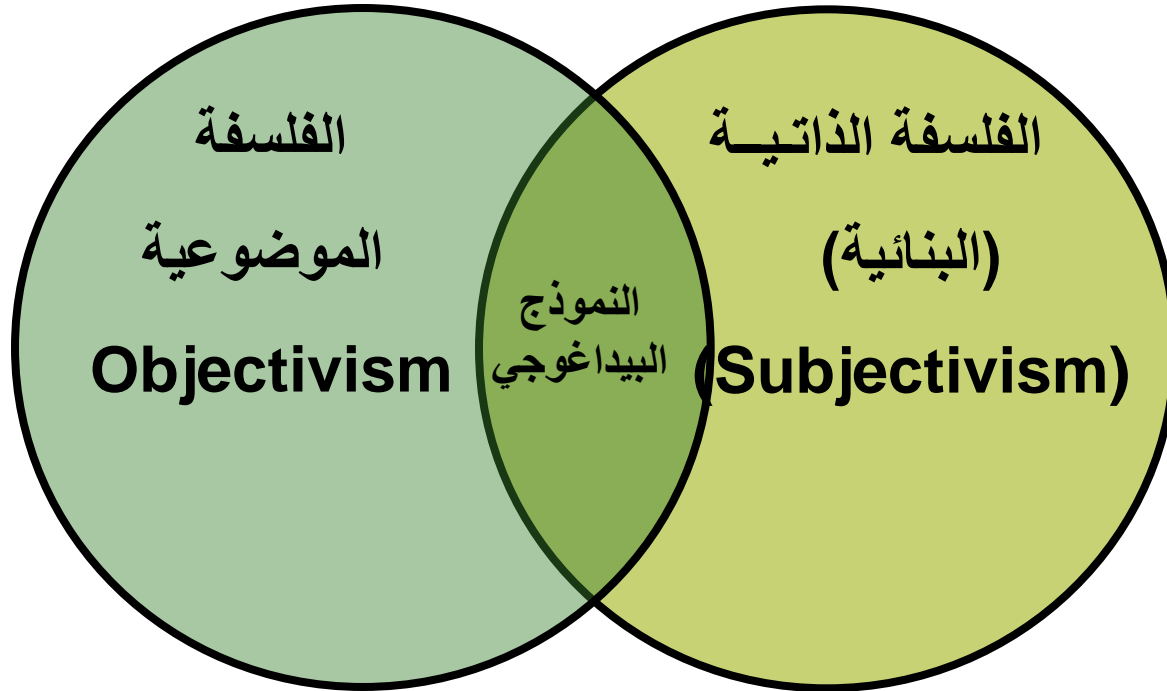 الفلسفة
الموضوعية
Objectivism
الفلسفة الذاتيــة
(البنائية)
(Subjectivism)
النموذج
البيداغوجي